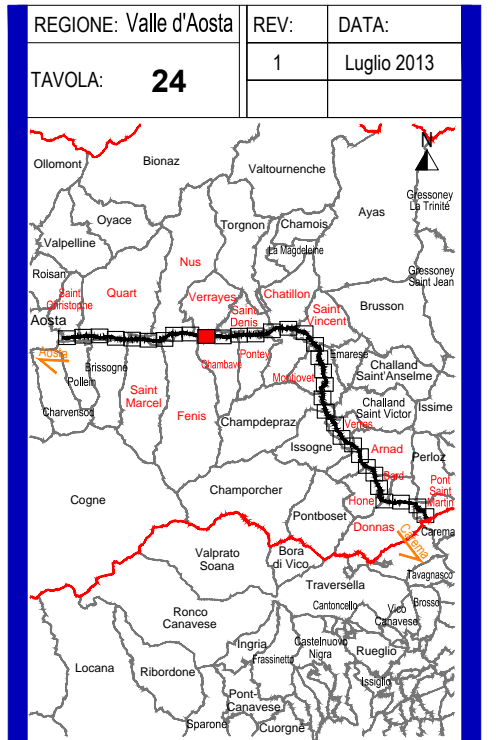 REGIONE: Valle d'Aosta
REV:
DATA:
TAVOLA: 24
1
Luglio 2013
N
Ollomont
Bionaz
Valtournenche
Ayas
Gressoney
La Trinité
Oyace
Torgnon
Chamois
Valpelline
La Magdeleine
Roisan
Nus
Gressoney
Saint Jean
Saint
Christophe
Quart
Verrayes
Chatillon
Saint
Denis
Saint
Vincent
Brusson
Aosta
Aosta
Brissogne
Chambave
Pontey
Emarese
Challand
Saint'Anselme
Pollein
Saint
Marcel
Montjovet
Charvensod
Fenis
Champdepraz
Challand
Saint Victor
Issime
Verres
Issogne
Arnad
Perloz
Bard
Pont
Saint
Martin
Cogne
Champorcher
Hone
Pontboset
Donnas
Carema
Carema
Valprato
Soana
Bora
di Vico
Traversella
Tavagnasco
Ronco
Canavese
Cantoncello
Vico
Canavese
Brosso
Ingria
Castelnuovo
Nigra
Rueglio
Frassinetto
Locana
Ribordone
Issiglio
Pont-
Canavese
Sparone
Cuorgnè